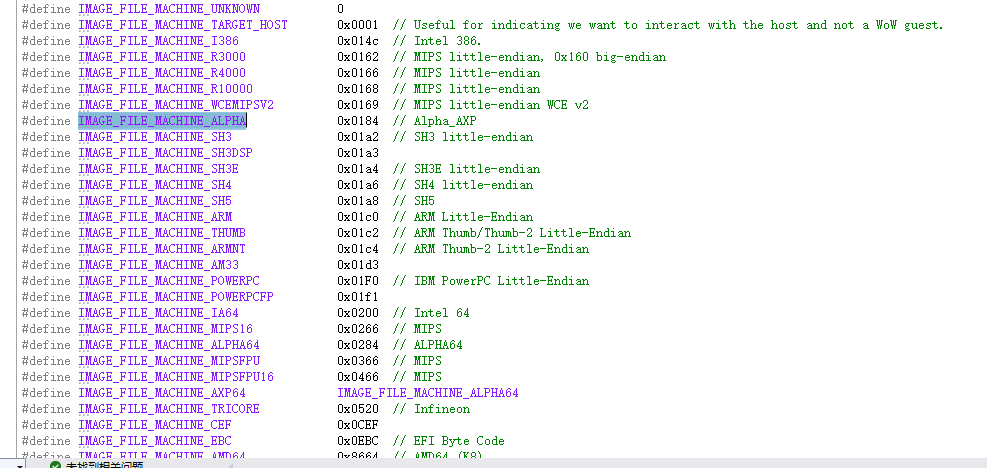 #define IMAGE_FILE_MACHINE_UNKNOWN 0
#define IMAGE_FILE_MACHINE_TARGET_HOST 0x0001 // Useful for indicating we want to interact with the host and not a WoW guest.
#define IMAGE_FILE_MACHINE_I386 0x014c // Intel 386.
#define IMAGE_FILE_MACHINE_R3000 0x0162 // MIPS little-endian, 0x160 big-endian
#define IMAGE_FILE_MACHINE_R4000 0x0166 // MIPS little-endian
#define IMAGE_FILE_MACHINE_R10000 0x0168 // MIPS little-endian
#define IMAGE_FILE_MACHINE_WCEMIPSV2 0x0169 // MIPS little-endian WCE v2
#define IMAGE_FILE_MACHINE_ALPHA 0x0184 // Alpha_AXP
#define IMAGE_FILE_MACHINE_SH3 0x01a2 // SH3 little-endian
#define IMAGE_FILE_MACHINE_SH3DSP 0x01a3
#define IMAGE_FILE_MACHINE_SH3E 0x01a4 // SH3E little-endian
#define IMAGE_FILE_MACHINE_SH4 0x01a6 // SH4 little-endian
#define IMAGE_FILE_MACHINE_SH5 0x01a8 // SH5
#define IMAGE_FILE_MACHINE_ARM 0x01c0 // ARM Little-Endian
#define IMAGE_FILE_MACHINE_THUMB 0x01c2 // ARM Thumb/Thumb-2 Little-Endian
#define IMAGE_FILE_MACHINE_ARMNT 0x01c4 // ARM Thumb-2 Little-Endian
#define IMAGE_FILE_MACHINE_AM33 0x01d3
#define IMAGE_FILE_MACHINE_POWERPC 0x01F0 // IBM PowerPC Little-Endian
#define IMAGE_FILE_MACHINE_POWERPCFP 0x01f1
#define IMAGE_FILE_MACHINE_IA64 0x0200 // Intel 64
#define IMAGE_FILE_MACHINE_MIPS16 0x0266 // MIPS
#define IMAGE_FILE_MACHINE_ALPHA64 0x0284 // ALPHA64
#define IMAGE_FILE_MACHINE_MIPSFPU 0x0366 // MIPS
#define IMAGE_FILE_MACHINE_MIPSFPU16 0x0466 // MIPS
#define IMAGE_FILE_MACHINE_AXP64 IMAGE_FILE_MACHINE_ALPHA64
#define IMAGE_FILE_MACHINE_TRICORE 0x0520 // Infineon
#define IMAGE_FILE_MACHINE_CEF 0x0CEF
#define IMAGE_FILE_MACHINE_EBC 0x0EBC // EFI Byte Code
#define IMAGE_FILE_MACHINE_AMD64 0x8664 // AMD64 (K8)
未找到相关问题